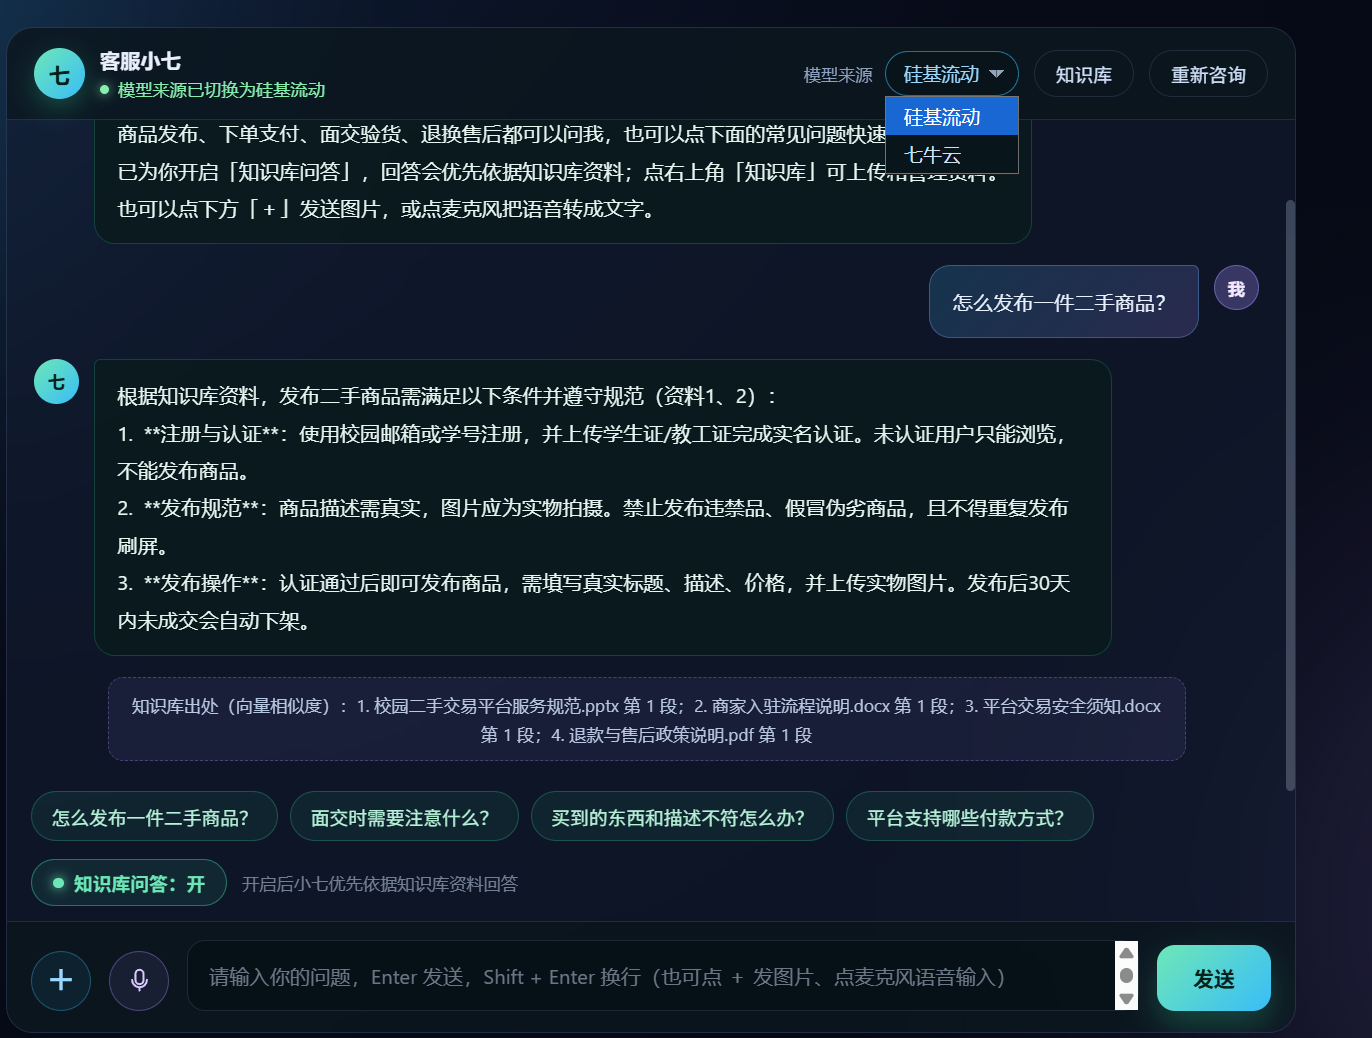 七
客服小七
模型来源已切换为硅基流动
模型来源
硅基流动
知识库
重新咨询
硅基流动
七牛云
商品发布、下单支付、面交验货、退换售后都可以问我，也可以点下面的常见问题快速
已为你开启「知识库问答」，回答会优先依据知识库资料；点右上角「知识库」可上传和管理资料。
也可以点下方「 + 」发送图片，或点麦克风把语音转成文字。
怎么发布一件二手商品？
我
七
根据知识库资料，发布二手商品需满足以下条件并遵守规范（资料1、2）：
1. **注册与认证**：使用校园邮箱或学号注册，并上传学生证/教工证完成实名认证。未认证用户只能浏览，
不能发布商品。
2. **发布规范**：商品描述需真实，图片应为实物拍摄。禁止发布违禁品、假冒伪劣商品，且不得重复发布
刷屏。
3. **发布操作**：认证通过后即可发布商品，需填写真实标题、描述、价格，并上传实物图片。发布后30天
内未成交会自动下架。
知识库出处（向量相似度）：1. 校园二手交易平台服务规范.pptx 第 1 段；2. 商家入驻流程说明.docx 第 1 段；3. 平台交易安全须知.docx
第 1 段；4. 退款与售后政策说明.pdf 第 1 段
怎么发布一件二手商品？
面交时需要注意什么？
买到的东西和描述不符怎么办？
平台支持哪些付款方式？
知识库问答：开
开启后小七优先依据知识库资料回答
请输入你的问题，Enter 发送，Shift + Enter 换行（也可点 + 发图片、点麦克风语音输入）
发送